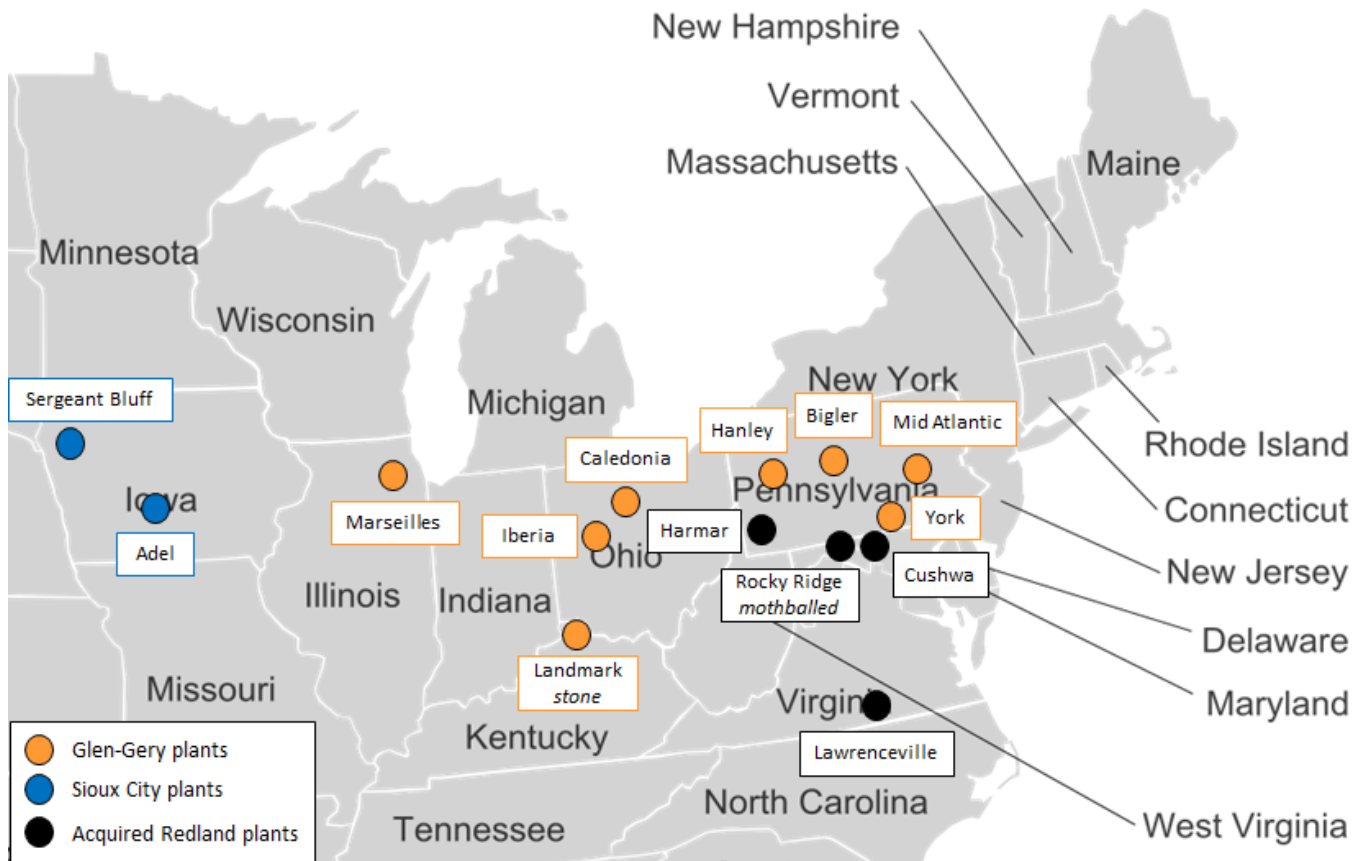 New Hampshire
Vermont
Massachusetts
Maine
Minnesota
Wisconsin
Sergeant Bluff
Michigan
New York
Hanley
Bigler
Mid Atlantic
Rhode Island
Caledonia
Iowa
Pennsylvania
Connecticut
Marseilles
Iberia
Harmar
York
Adel
Ohio
New Jersey
Rocky Ridge
mothballed
Cushwa
Illinois
Indiana
Delaware
Landmark
stone
Missouri
Virginia
Maryland
Kentucky
Lawrenceville
North Carolina
Tennessee
West Virginia
Glen-Gery plants
Sioux City plants
Acquired Redland plants